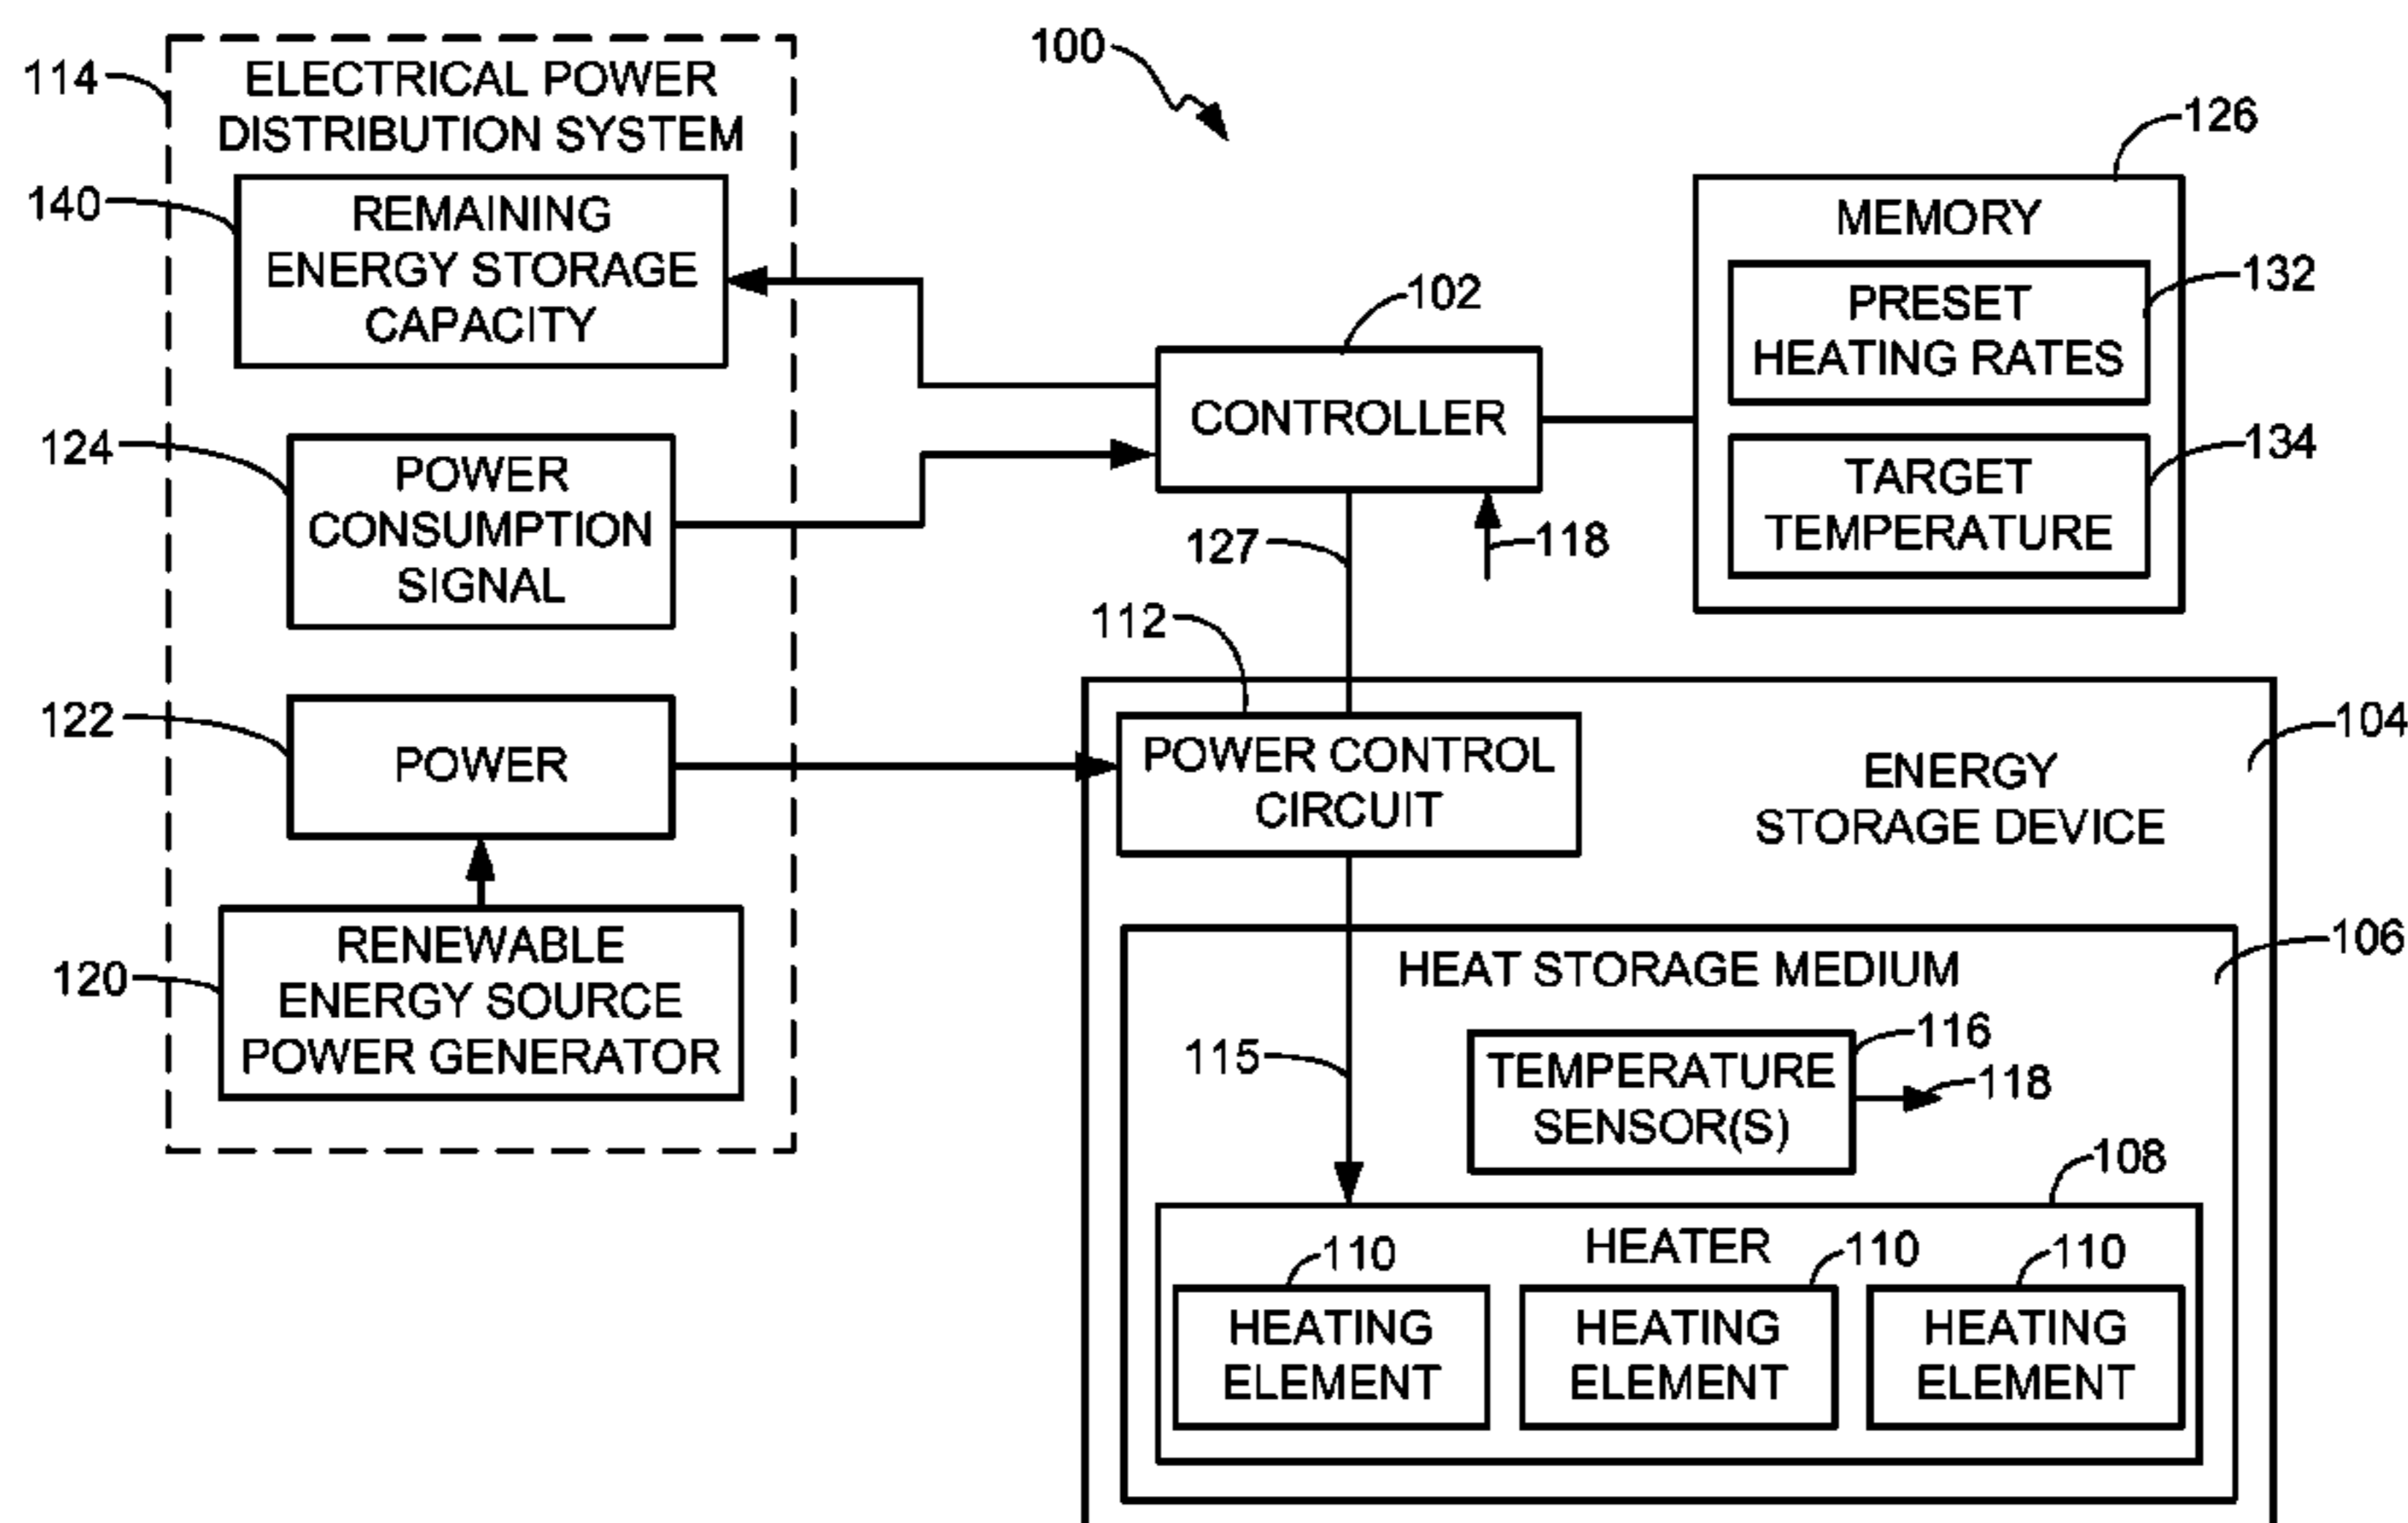 100
114
ELECTRICAL POWER
DISTRIBUTION SYSTEM
140
REMAINING
ENERGY STORAGE
CAPACITY
124
POWER
CONSUMPTION
SIGNAL
122
POWER
120
RENEWABLE
ENERGY SOURCE
POWER GENERATOR
102
CONTROLLER
127
118
126
MEMORY
132
PRESET
HEATING RATES
134
TARGET
TEMPERATURE
112
POWER CONTROL
CIRCUIT
104
ENERGY
STORAGE DEVICE
106
HEAT STORAGE MEDIUM
115
116
TEMPERATURE
SENSOR(S)
118
108
HEATER
110
HEATING
ELEMENT
110
HEATING
ELEMENT
110
HEATING
ELEMENT